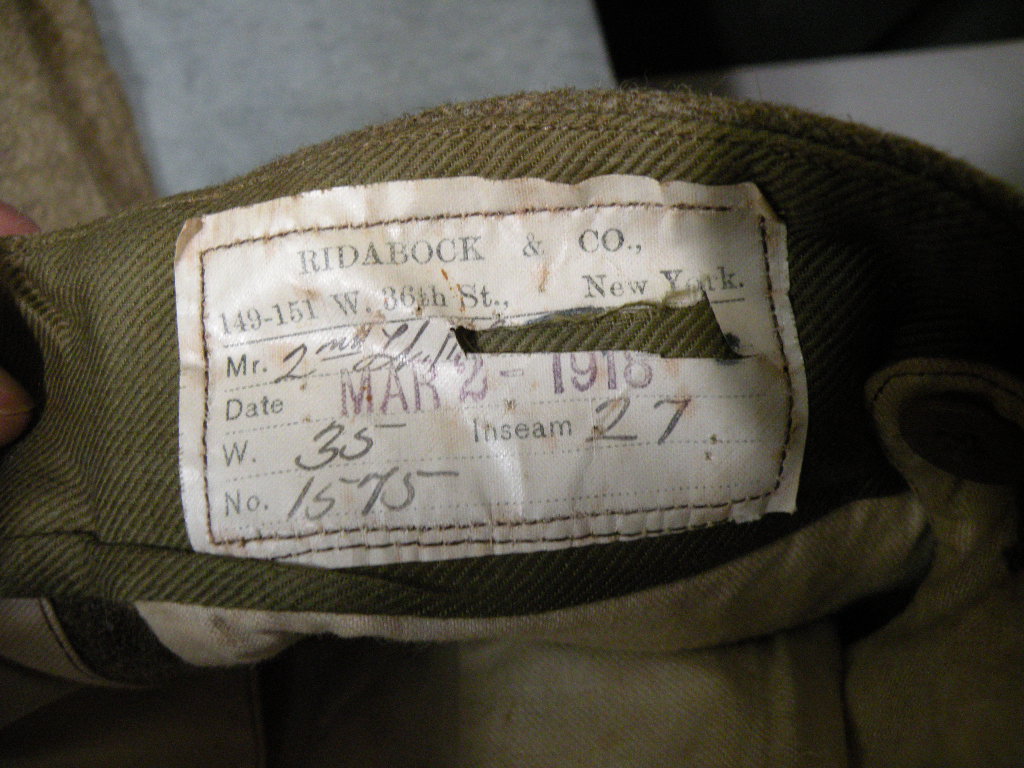 RIDABOCK & CO.,
149-151 W. 36th St., New York.
Mr. 2nd
Date MAR 2 - 1918
W. 35
Inseam 27
No. 1575